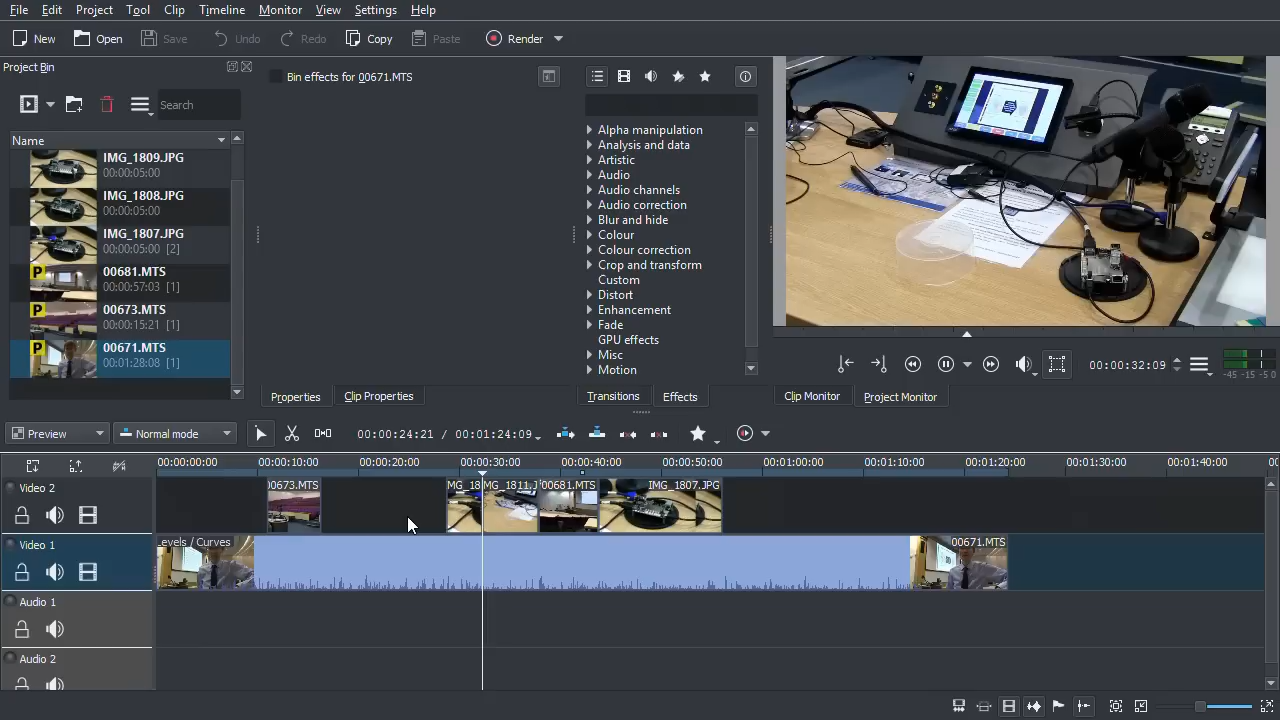 File Edit Project Tool Clip Timeline Monitor View Settings Help
New Open Save Undo Redo Copy Paste Render
Project Bin
Bin effects for 00671.MTS
Search
Name
IMG_1809.JPG
00:00:05:00
IMG_1808.JPG
00:00:05:00
IMG_1807.JPG
00:00:05:00 [2]
P
00681.MTS
00:00:57:03 [1]
P
00673.MTS
00:00:15:21 [1]
P
00671.MTS
00:01:28:08 [1]
Alpha manipulation
Analysis and data
Artistic
Audio
Audio channels
Audio correction
Blur and hide
Colour
Colour correction
Crop and transform
Custom
Distort
Enhancement
Fade
GPU effects
Misc
Motion
00:00:32:09
-45 -15 -5 0
Properties Clip Properties Transitions Effects Clip Monitor Project Monitor
Preview Normal mode 00:00:24:21 / 00:01:24:09
00:00:00:00 00:00:10:00 00:00:20:00 00:00:30:00 00:00:40:00 00:00:50:00 00:01:00:00 00:01:10:00 00:01:20:00 00:01:30:00 00:01:40:00 00
Video 2
0673.MTS MG_18 MG_1811.J 00681.MTS IMG_1807.JPG
Video 1
evels / Curves 00671.MTS
Audio 1
Audio 2